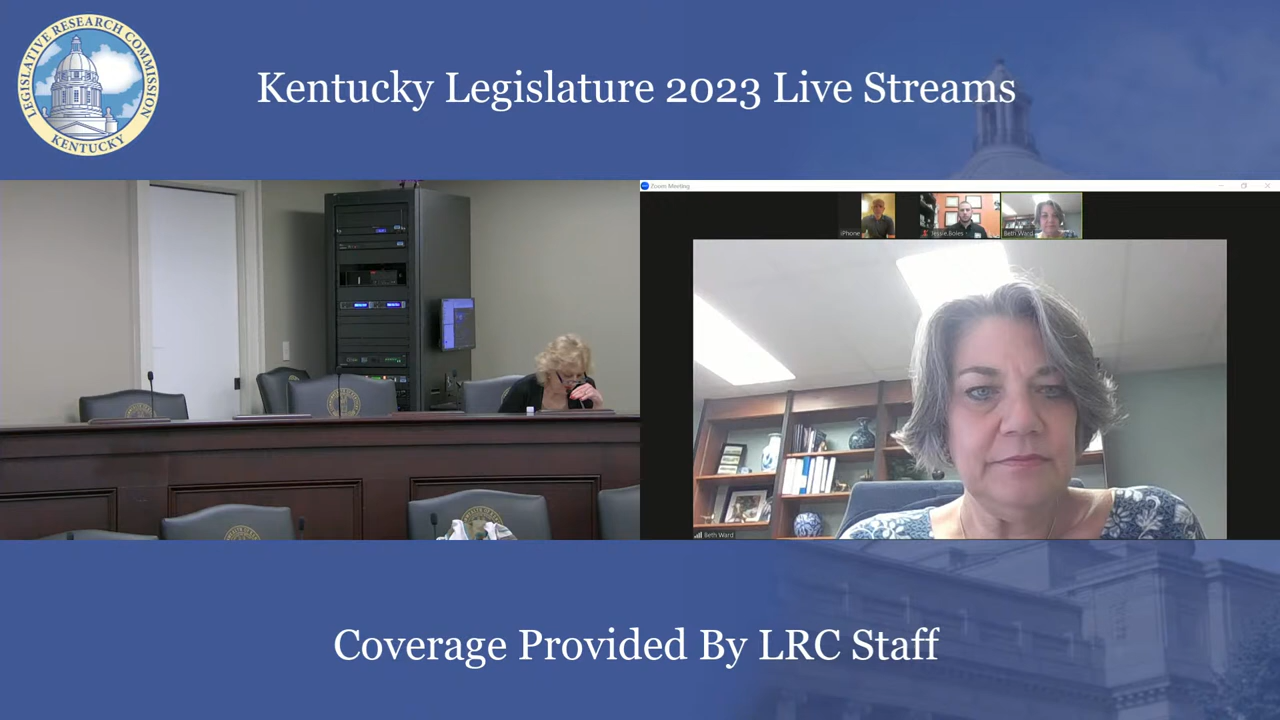 LEGISLATIVE RESEARCH COMMISSION
KENTUCKY
Kentucky Legislature 2023 Live Streams
Zoom Meeting
iPhone
Jessie Boles
Beth Ward
Beth Ward
Coverage Provided By LRC Staff